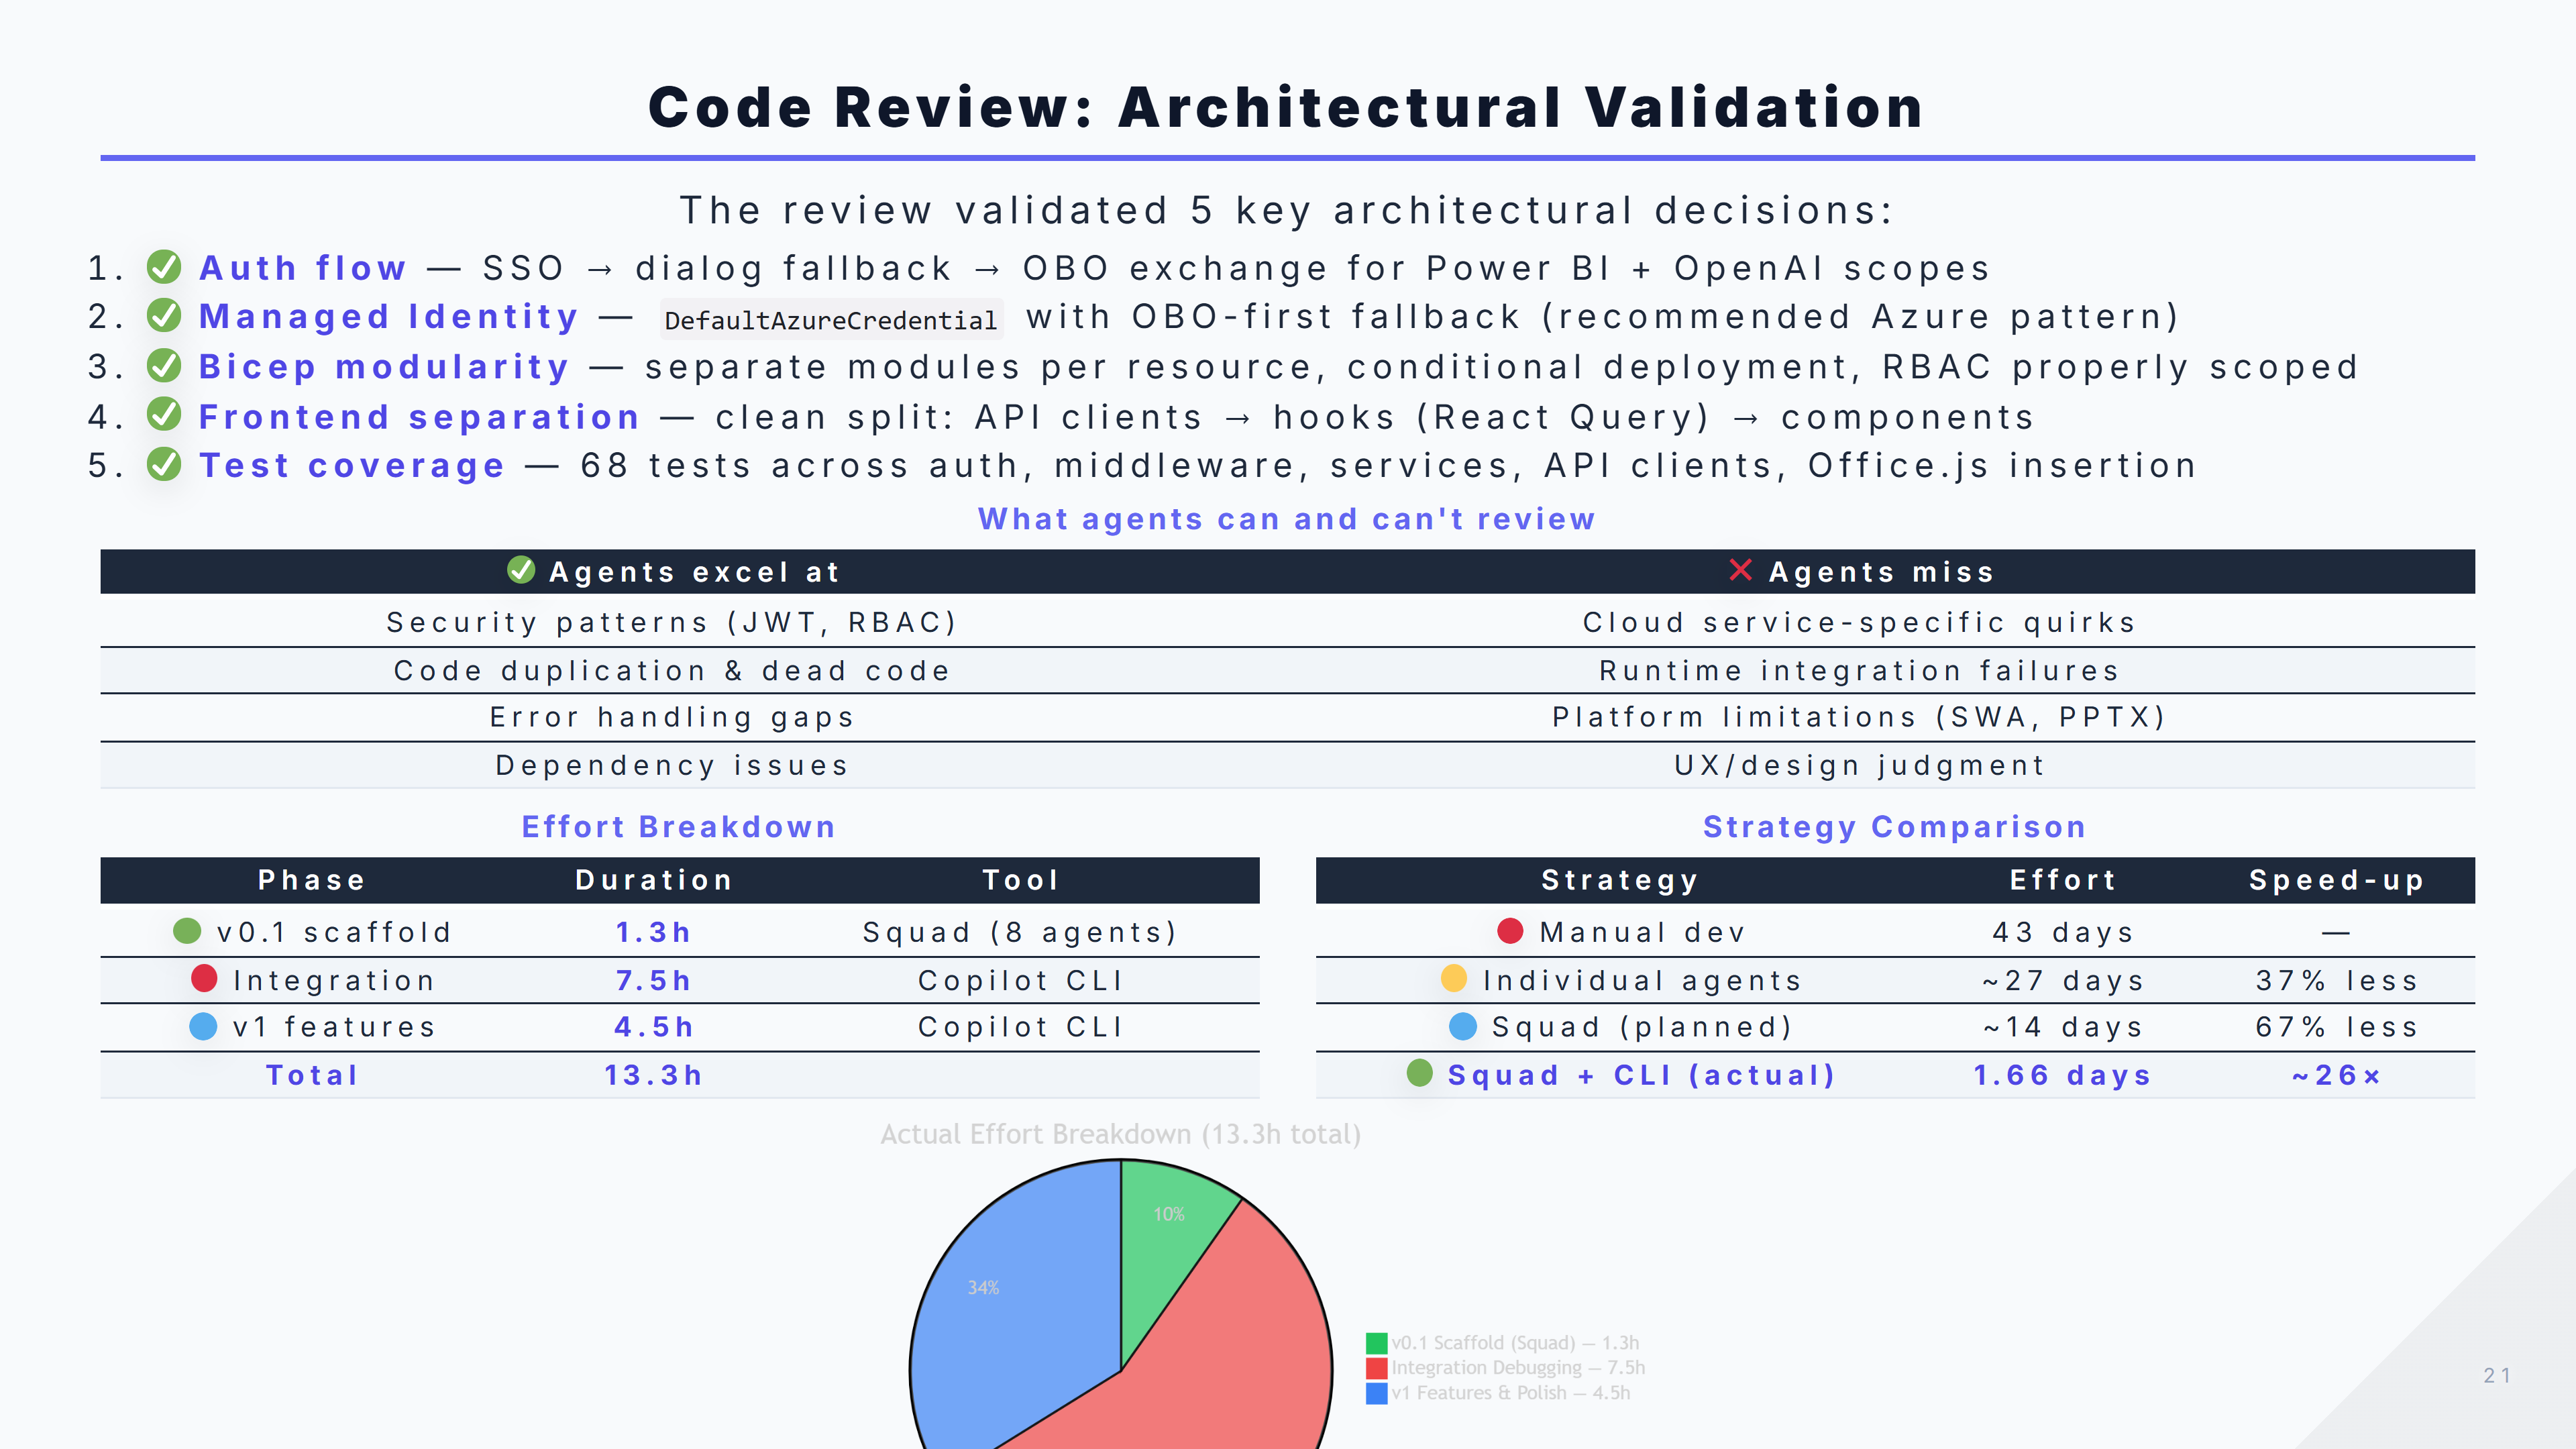 Code Review: Architectural Validation
The review validated 5 key architectural decisions:
1. ✅ Auth flow — SSO → dialog fallback → OBO exchange for Power BI + OpenAI scopes
2. ✅ Managed Identity — DefaultAzureCredential with OBO-first fallback (recommended Azure pattern)
3. ✅ Bicep modularity — separate modules per resource, conditional deployment, RBAC properly scoped
4. ✅ Frontend separation — clean split: API clients → hooks (React Query) → components
5. ✅ Test coverage — 68 tests across auth, middleware, services, API clients, Office.js insertion
What agents can and can't review
✅ Agents excel at ❌ Agents miss
Security patterns (JWT, RBAC) Cloud service-specific quirks
Code duplication & dead code Runtime integration failures
Error handling gaps Platform limitations (SWA, PPTX)
Dependency issues UX/design judgment
Effort Breakdown
Phase Duration Tool
v0.1 scaffold 1.3h Squad (8 agents)
Integration 7.5h Copilot CLI
v1 features 4.5h Copilot CLI
Total 13.3h
Strategy Comparison
Strategy Effort Speed-up
Manual dev 43 days —
Individual agents ~27 days 37% less
Squad (planned) ~14 days 67% less
Squad + CLI (actual) 1.66 days ~26×
Actual Effort Breakdown (13.3h total)
10%
34%
v0.1 Scaffold (Squad) — 1.3h
Integration Debugging — 7.5h
v1 Features & Polish — 4.5h
21